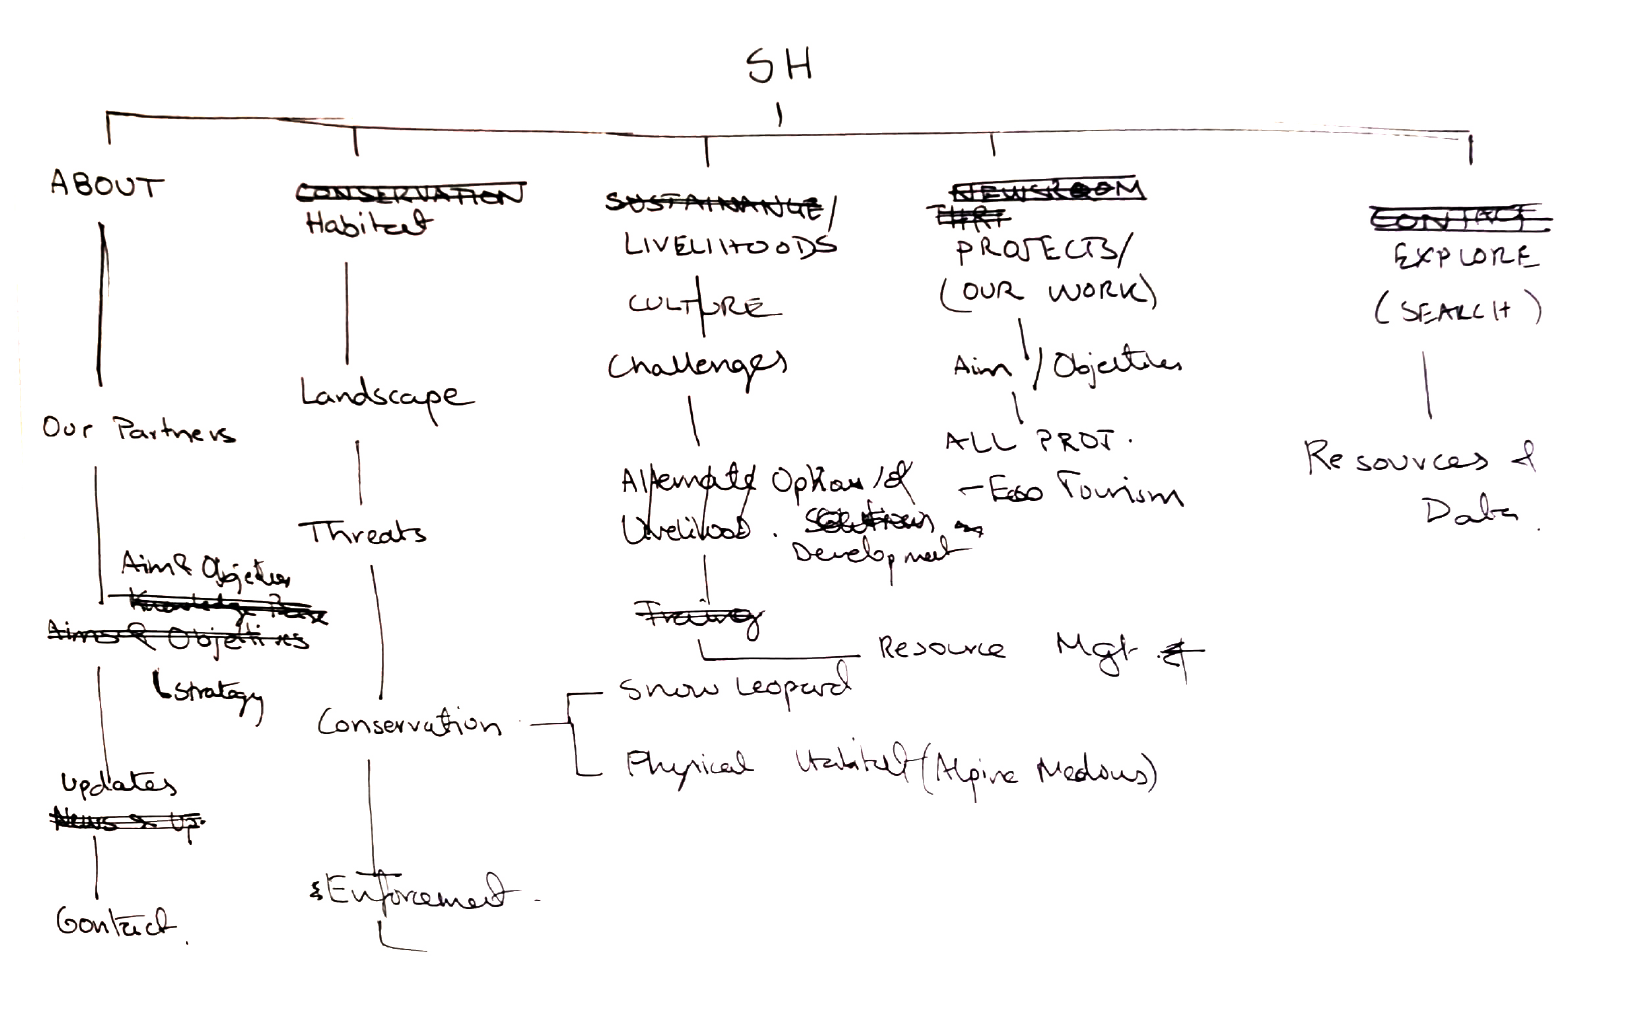 SH
ABOUT
Our Partners
Aim & Objectives
Knowledge Base
Aims & Objectives
Strategy
Updates
News & Up.
Contact.
CONSERVATION
Habitat
Landscape
Threats
Conservation
Snow Leopard
Physical Habitat (Alpine Medows)
& Enforcement.
SUSTAINANCE/
LIVELIHOODS
CULTURE
Challenges
Alternate Options/of
Livelihood. Solutions
Development
Training
Resource Mgt &
NEWSROOM
PROJECTS/
(OUR WORK)
Aim / Objectives
ALL PROJ.
- Eco Tourism
CONTACT
EXPLORE
(SEARCH)
Resources &
Data.